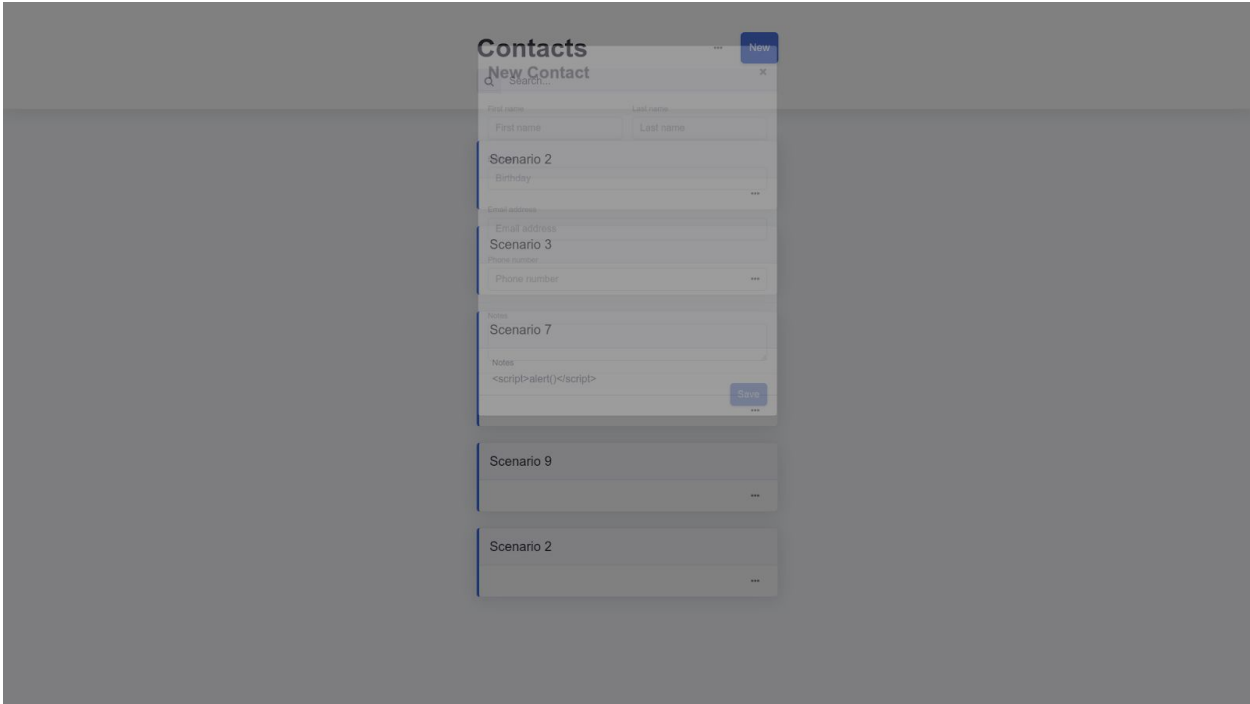 Contacts ... New
New Contact ×
Search...
First name Last name
First name Last name
Scenario 2
Birthday
...
Email address
Email address
Scenario 3
Phone number
Phone number ...
Notes
Scenario 7
Notes
<script>alert()</script>
Save
...
Scenario 9
...
Scenario 2
...